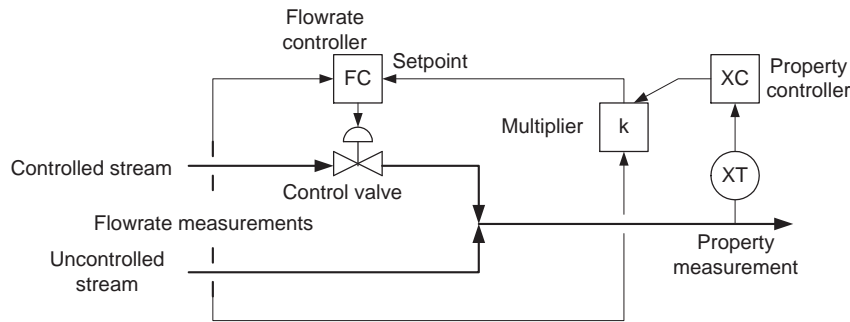 Flowrate
controller
Setpoint
FC
XC
Property
controller
Multiplier
k
Controlled stream
XT
Control valve
Flowrate measurements
Uncontrolled
stream
Property
measurement